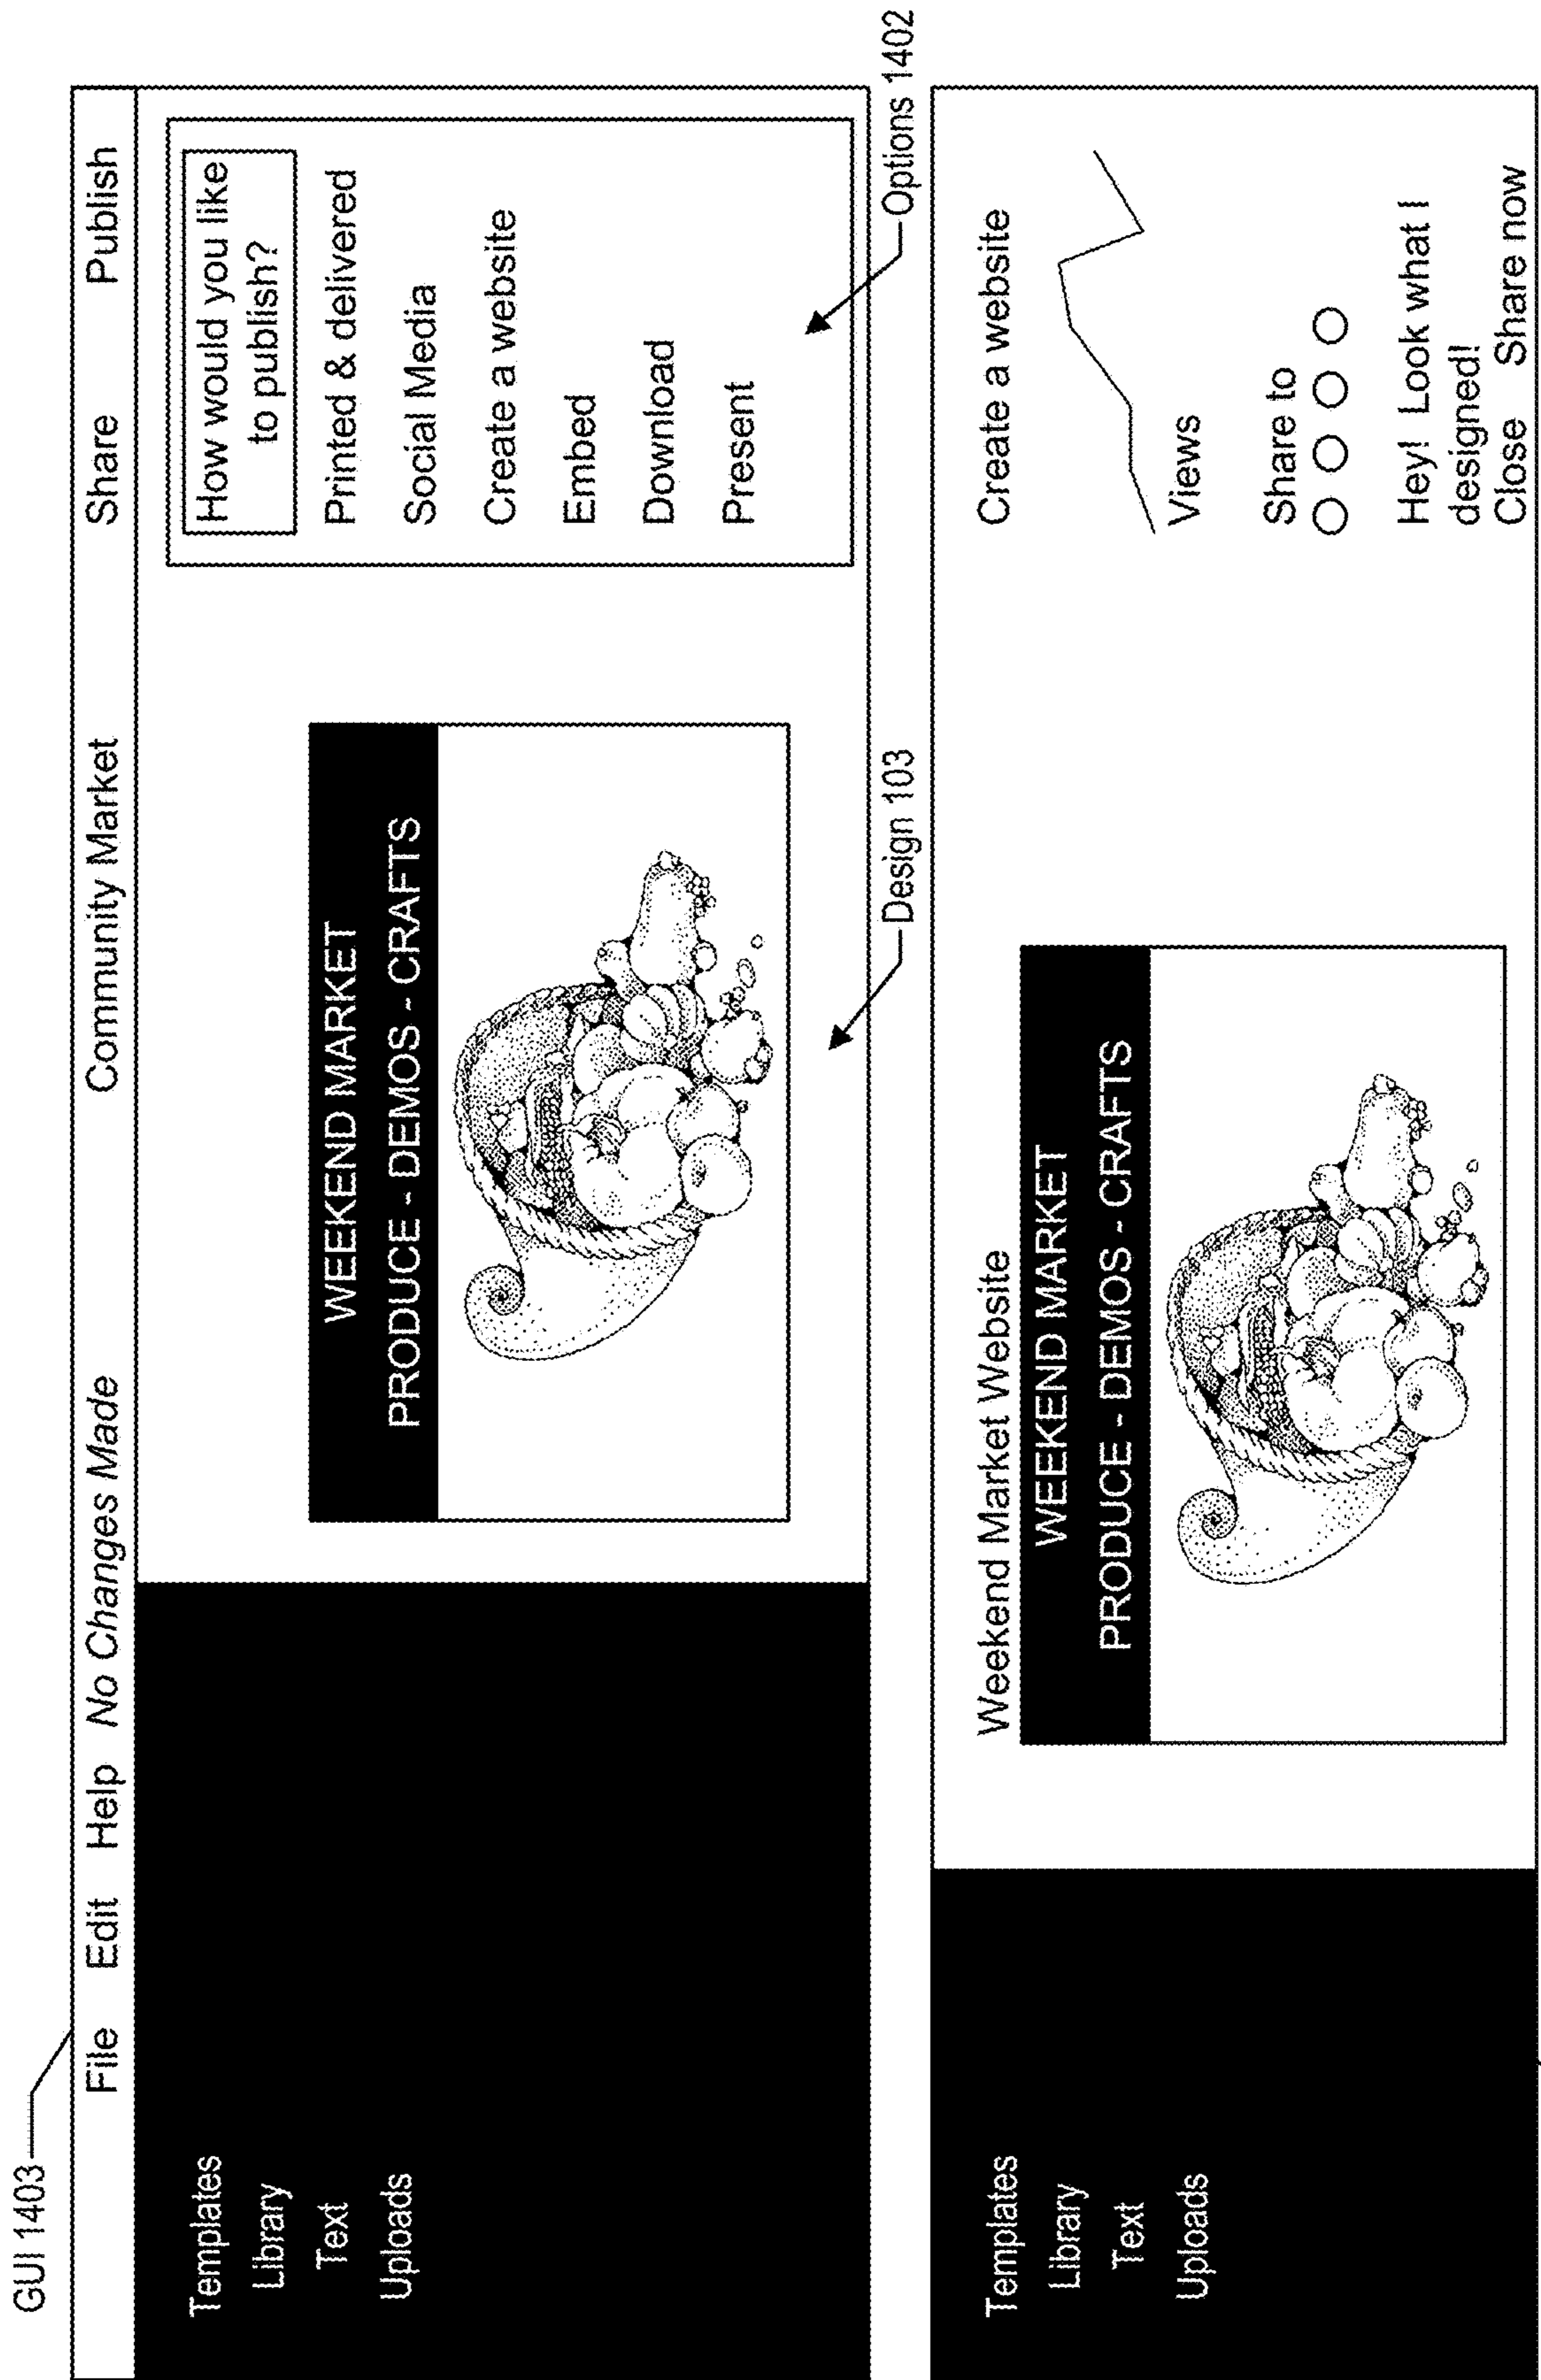 GUI 1403
File Edit Help No Changes Made Community Market Share Publish
Templates
Library
Text
Uploads
WEEKEND MARKET
PRODUCE - DEMOS - CRAFTS
How would you like
to publish?
Printed & delivered
Social Media
Create a website
Embed
Download
Present
Design 103
Options 1402
Templates
Library
Text
Uploads
Weekend Market Website
WEEKEND MARKET
PRODUCE - DEMOS - CRAFTS
Create a website
Views
Share to
Hey! Look what I
designed!
Close Share now